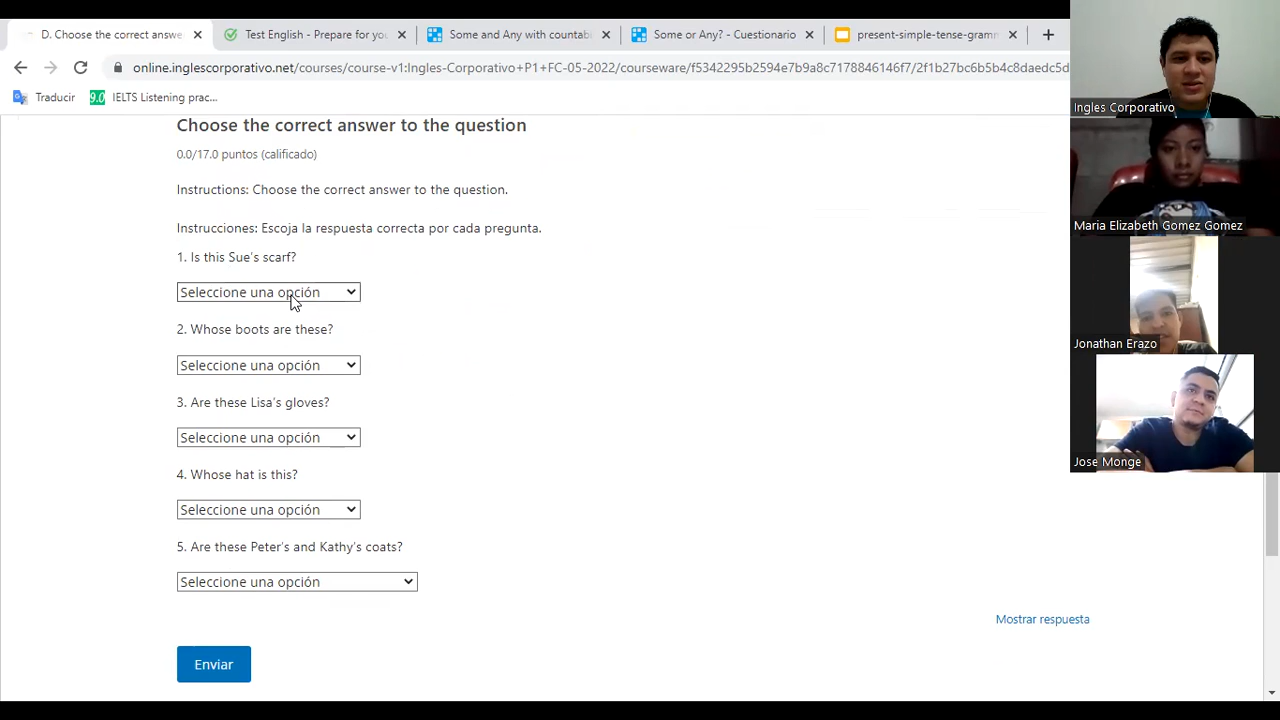 D. Choose the correct answe
Test English - Prepare for you
Some and Any with countab
Some or Any? - Cuestionario
present-simple-tense-gramm
online.inglescorporativo.net/courses/course-v1:Ingles-Corporativo+P1+FC-05-2022/courseware/f5342295b2594e7b9a8c7178846146f7/2f1b27bc6b5b4c8daedc5d
Traducir
9.0 IELTS Listening prac...
Choose the correct answer to the question
0.0/17.0 puntos (calificado)
Instructions: Choose the correct answer to the question.
Instrucciones: Escoja la respuesta correcta por cada pregunta.
1. Is this Sue's scarf?
Seleccione una opción
2. Whose boots are these?
Seleccione una opción
3. Are these Lisa's gloves?
Seleccione una opción
4. Whose hat is this?
Seleccione una opción
5. Are these Peter's and Kathy's coats?
Seleccione una opción
Mostrar respuesta
Enviar
Ingles Corporativo
Maria Elizabeth Gomez Gomez
Jonathan Erazo
Jose Monge